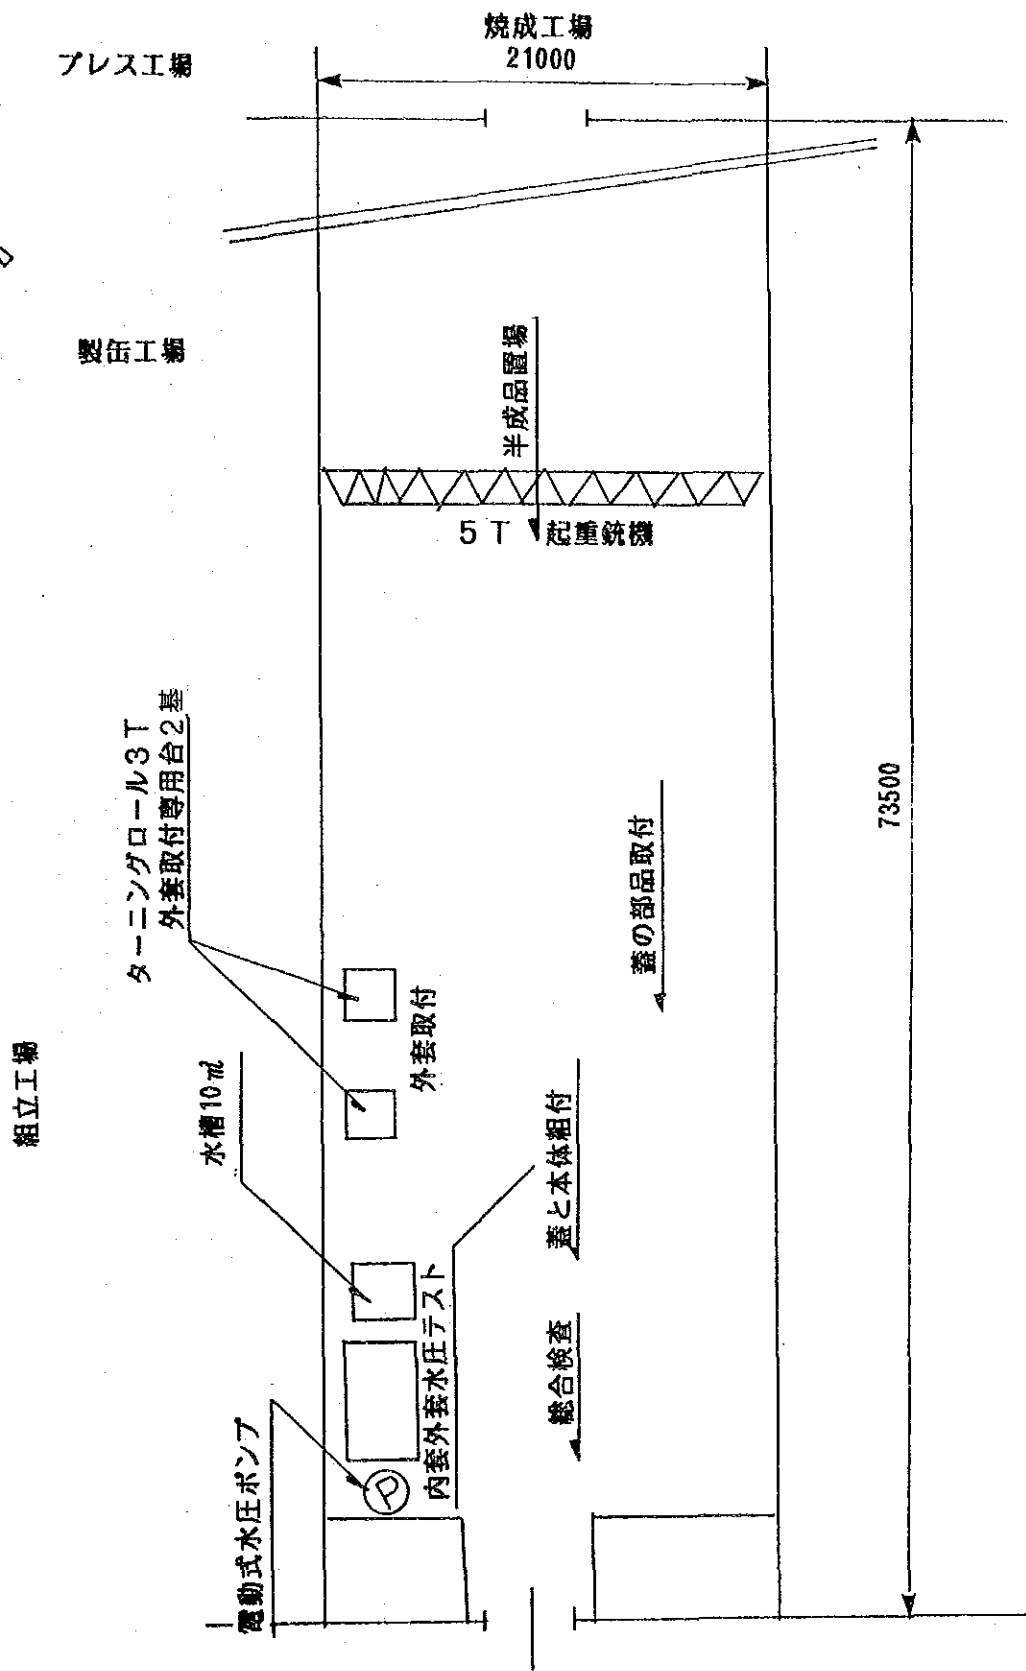 焼成工場
21000
プレス工場
製缶工場
半成品置場
5T 起重銃機
ターニングロール3T
外套取付専用台2基
73500
蓋の部品取付
外套取付
組立工場
水槽10㎥
蓋と本体組付
内套外套水圧テスト
総合検査
電動式水圧ポンプ
P